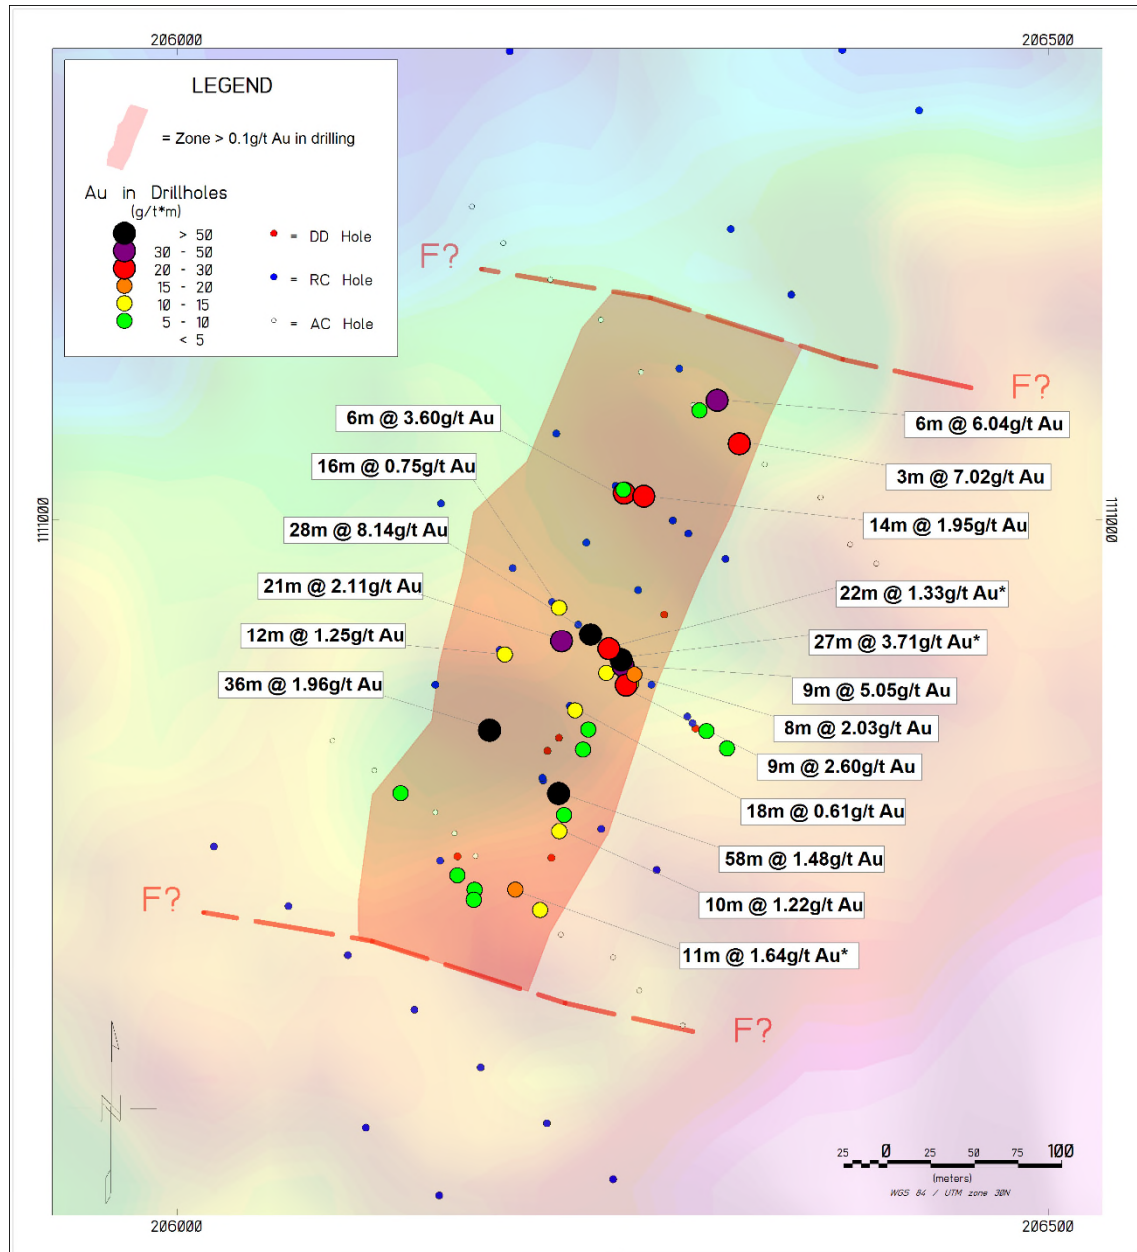 206000
206500
LEGEND
= Zone > 0.1g/t Au in drilling
Au in Drillholes
(g/t*m)
> 50
30 - 50
20 - 30
15 - 20
10 - 15
5 - 10
< 5
= DD Hole
= RC Hole
= AC Hole
F?
F?
6m @ 3.60g/t Au
6m @ 6.04g/t Au
16m @ 0.75g/t Au
3m @ 7.02g/t Au
28m @ 8.14g/t Au
14m @ 1.95g/t Au
1111000
1111000
21m @ 2.11g/t Au
22m @ 1.33g/t Au*
12m @ 1.25g/t Au
27m @ 3.71g/t Au*
36m @ 1.96g/t Au
9m @ 5.05g/t Au
8m @ 2.03g/t Au
9m @ 2.60g/t Au
18m @ 0.61g/t Au
58m @ 1.48g/t Au
10m @ 1.22g/t Au
F?
11m @ 1.64g/t Au*
F?
N
25 0 25 50 75 100
(meters)
WGS 84 / UTM zone 30N
206000
206500